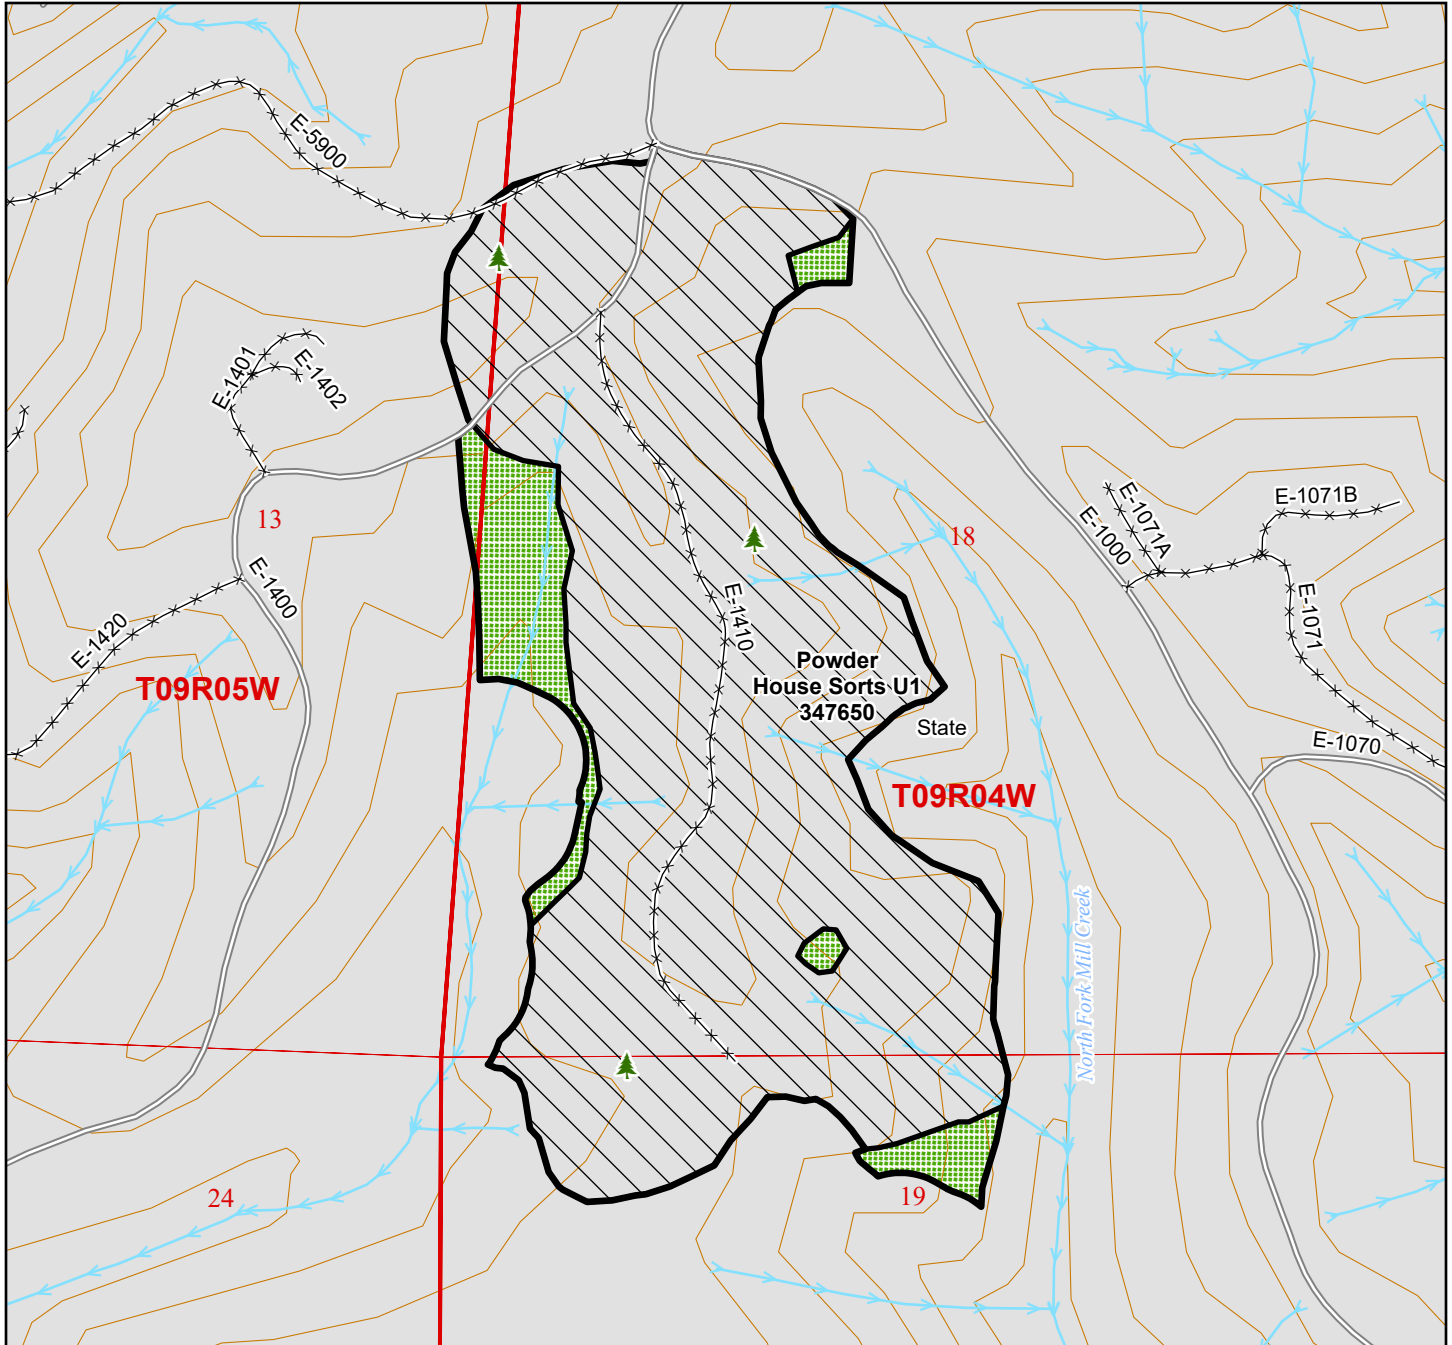 E-5900
E-1401
E-1402
E-1071B
E-1071A
13
E-1000
18
E-1400
E-1420
E-1410
E-1071
Powder
House Sorts U1
347650
T09R05W
State
E-1070
T09R04W
North Fork Mill Creek
24
19